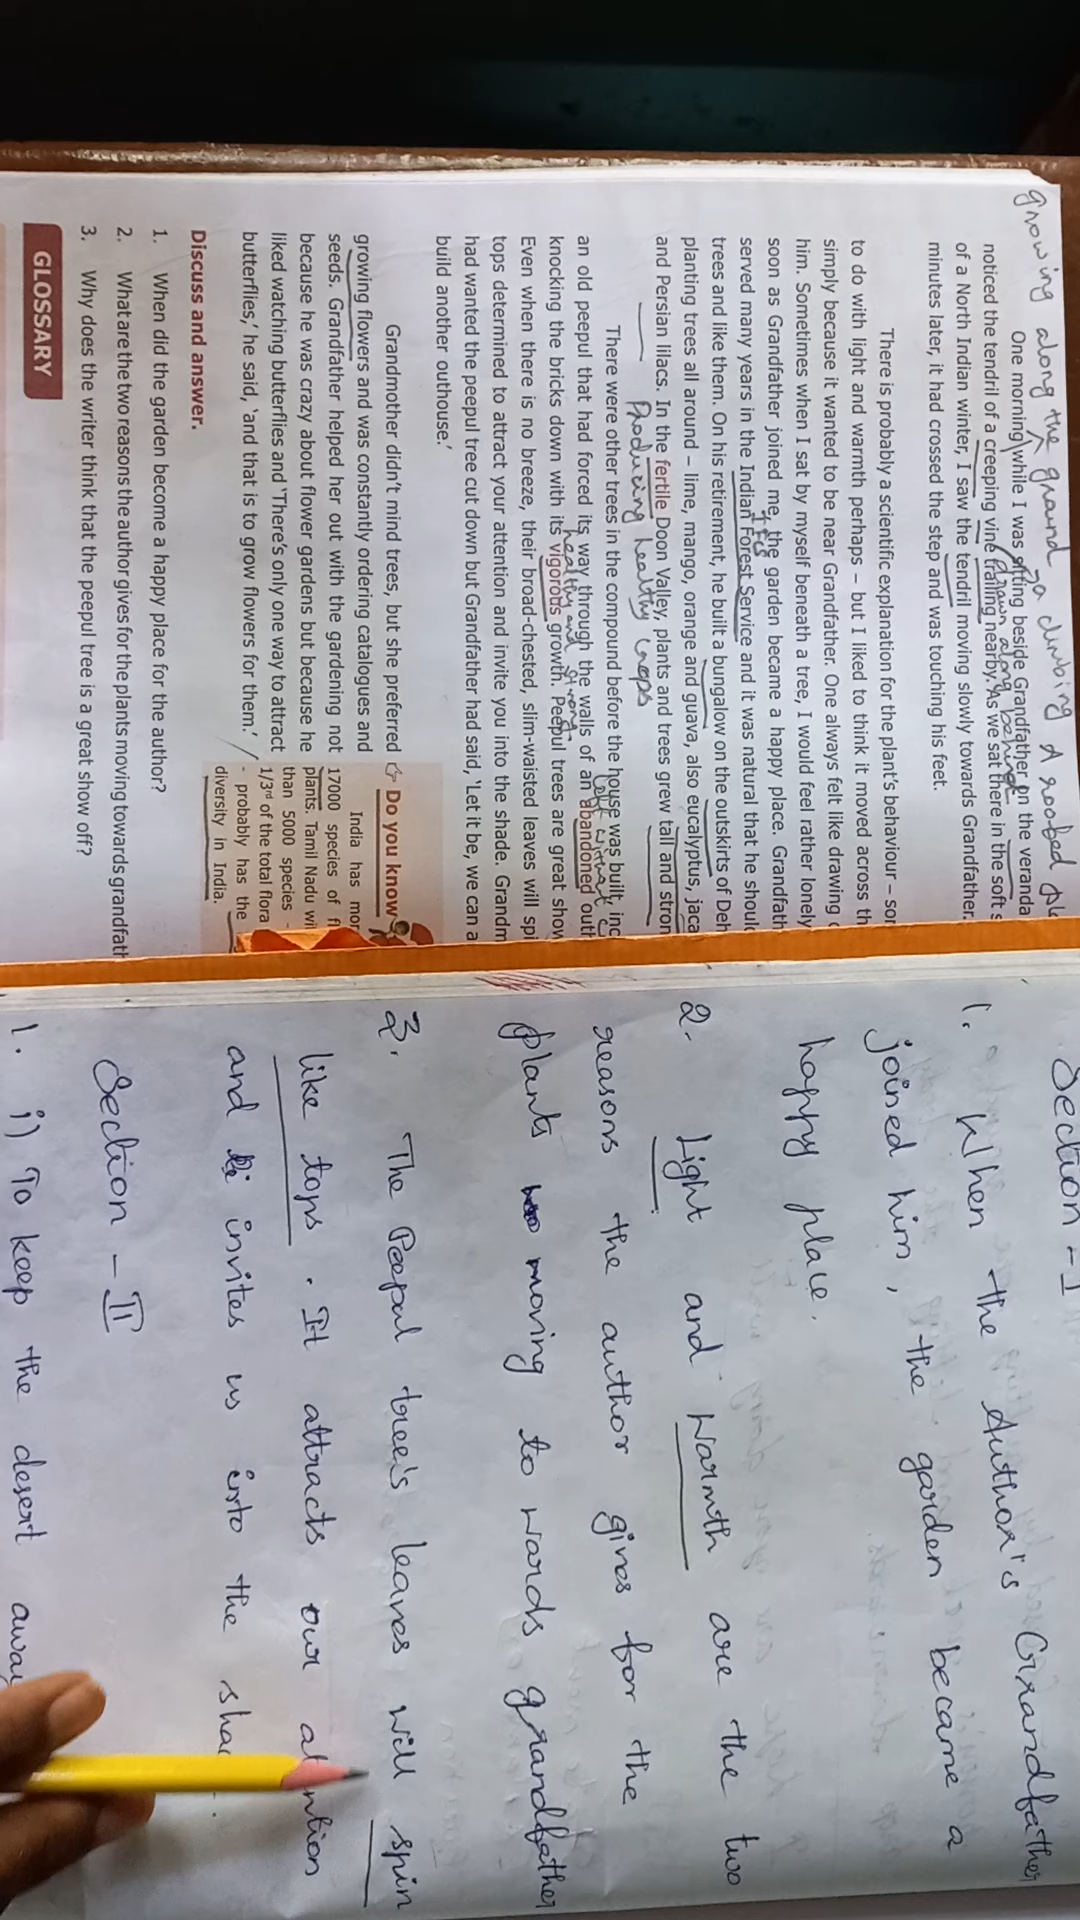 growing along the ground → a climbing
A noobed
One morning while I was sitting beside Grandfather on the veranda
noticed the tendril of a creeping vine trailing nearby. As we sat there in the soft
drawn along behind
of a North Indian winter, I saw the tendril moving slowly towards Grandfather.
minutes later, it had crossed the step and was touching his feet.
There is probably a scientific explanation for the plant's behaviour –
to do with light and warmth perhaps – but I liked to think it moved across
simply because it wanted to be near Grandfather. One always felt like drawing
him. Sometimes when I sat by myself beneath a tree, I would feel rather lonely
soon as Grandfather joined me, the garden became a happy place.
IFS
served many years in the Indian Forest Service and it was natural that he
trees and like them. On his retirement, he built a bungalow on the outskirts of
planting trees all around – lime, mango, orange and guava, also eucalyptus,
and Persian lilacs. In the fertile Doon Valley, plants and trees grew tall and
Producing healthy crops
There were other trees in the compound before the house was built,
left without
an old peepul that had forced its way through the walls of an abandoned
healthy and strong
knocking the bricks down with its vigorous growth. Peepul trees are great
Even when there is no breeze, their broad-chested, slim-waisted leaves will
tops determined to attract your attention and invite you into the shade.
had wanted the peepul tree cut down but Grandfather had said, 'Let it be, we can
build another outhouse.'
Grandmother didn't mind trees, but she preferred
growing flowers and was constantly ordering catalogues and
seeds. Grandfather helped her out with the gardening not
because he was crazy about flower gardens but because he
liked watching butterflies and 'There's only one way to attract
butterflies,' he said, 'and that is to grow flowers for them.'
Do you know
India has
17000 species of
plants. Tamil Nadu
than 5000 species
1/3rd of the total flora
- probably has the
diversity in India.
Discuss and answer.
1. When did the garden become a happy place for the author?
2. What are the two reasons the author gives for the plants moving towards
3. Why does the writer think that the peepul tree is a great show off?
GLOSSARY
Section - I
1. When the Author's Grandfather
joined him, the garden became a
happy place.
2. Light and Warmth are the two
reasons the author gives for the
plants moving to wards grandfather
3. The Peepal tree's leaves will spin
like tops. It attracts our
and invites us into the
Section - II
1. i) To keep the desert away